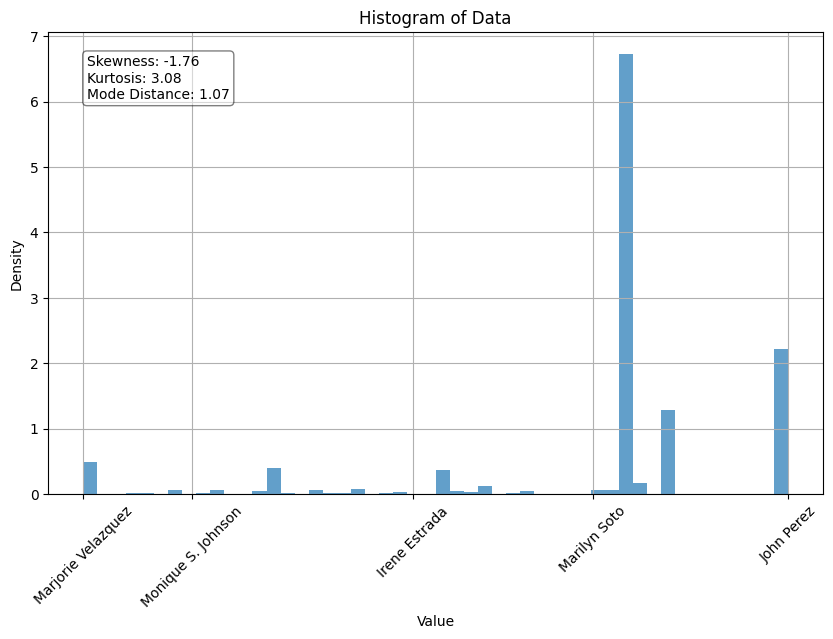 Histogram of Data
Skewness: -1.76
Kurtosis: 3.08
Mode Distance: 1.07
Density
7
6
5
4
3
2
1
0
Marjorie Velazquez
Monique S. Johnson
Irene Estrada
Marilyn Soto
John Perez
Value